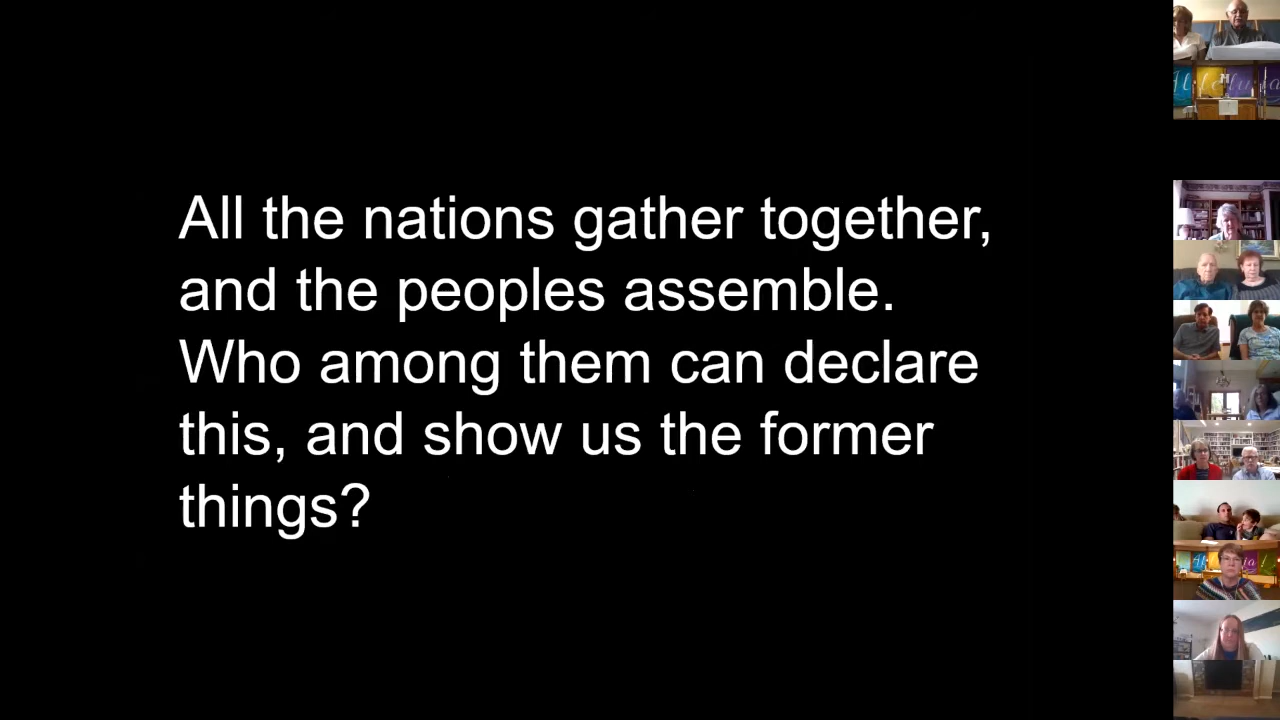 All the nations gather together,
and the peoples assemble.
Who among them can declare
this, and show us the former
things?